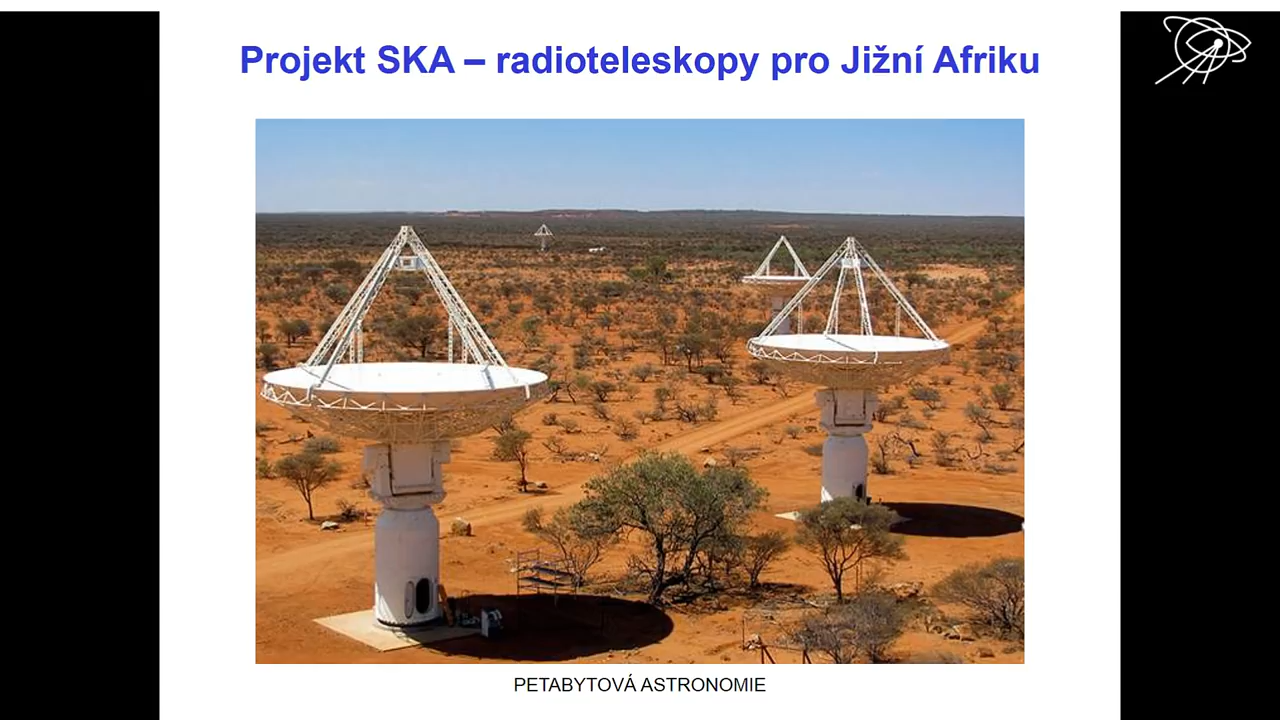 Projekt SKA – radioteleskopy pro Jižní Afriku
PETABYTOVÁ ASTRONOMIE